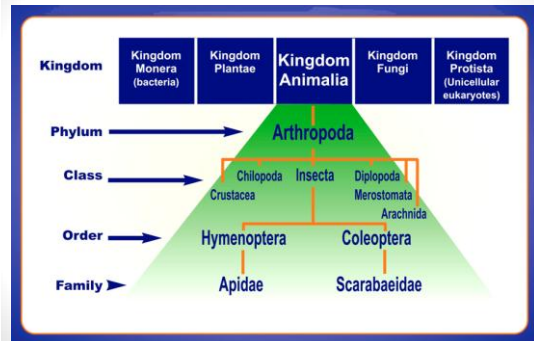 Kingdom
Kingdom
Monera
(bacteria)
Kingdom
Plantae
Kingdom
Animalia
Kingdom
Fungi
Kingdom
Protista
(Unicellular
eukaryotes)
Phylum
Arthropoda
Class
Chilopoda
Insecta
Diplopoda
Crustacea
Merostomata
Arachnida
Order
Hymenoptera
Coleoptera
Family
Apidae
Scarabaeidae